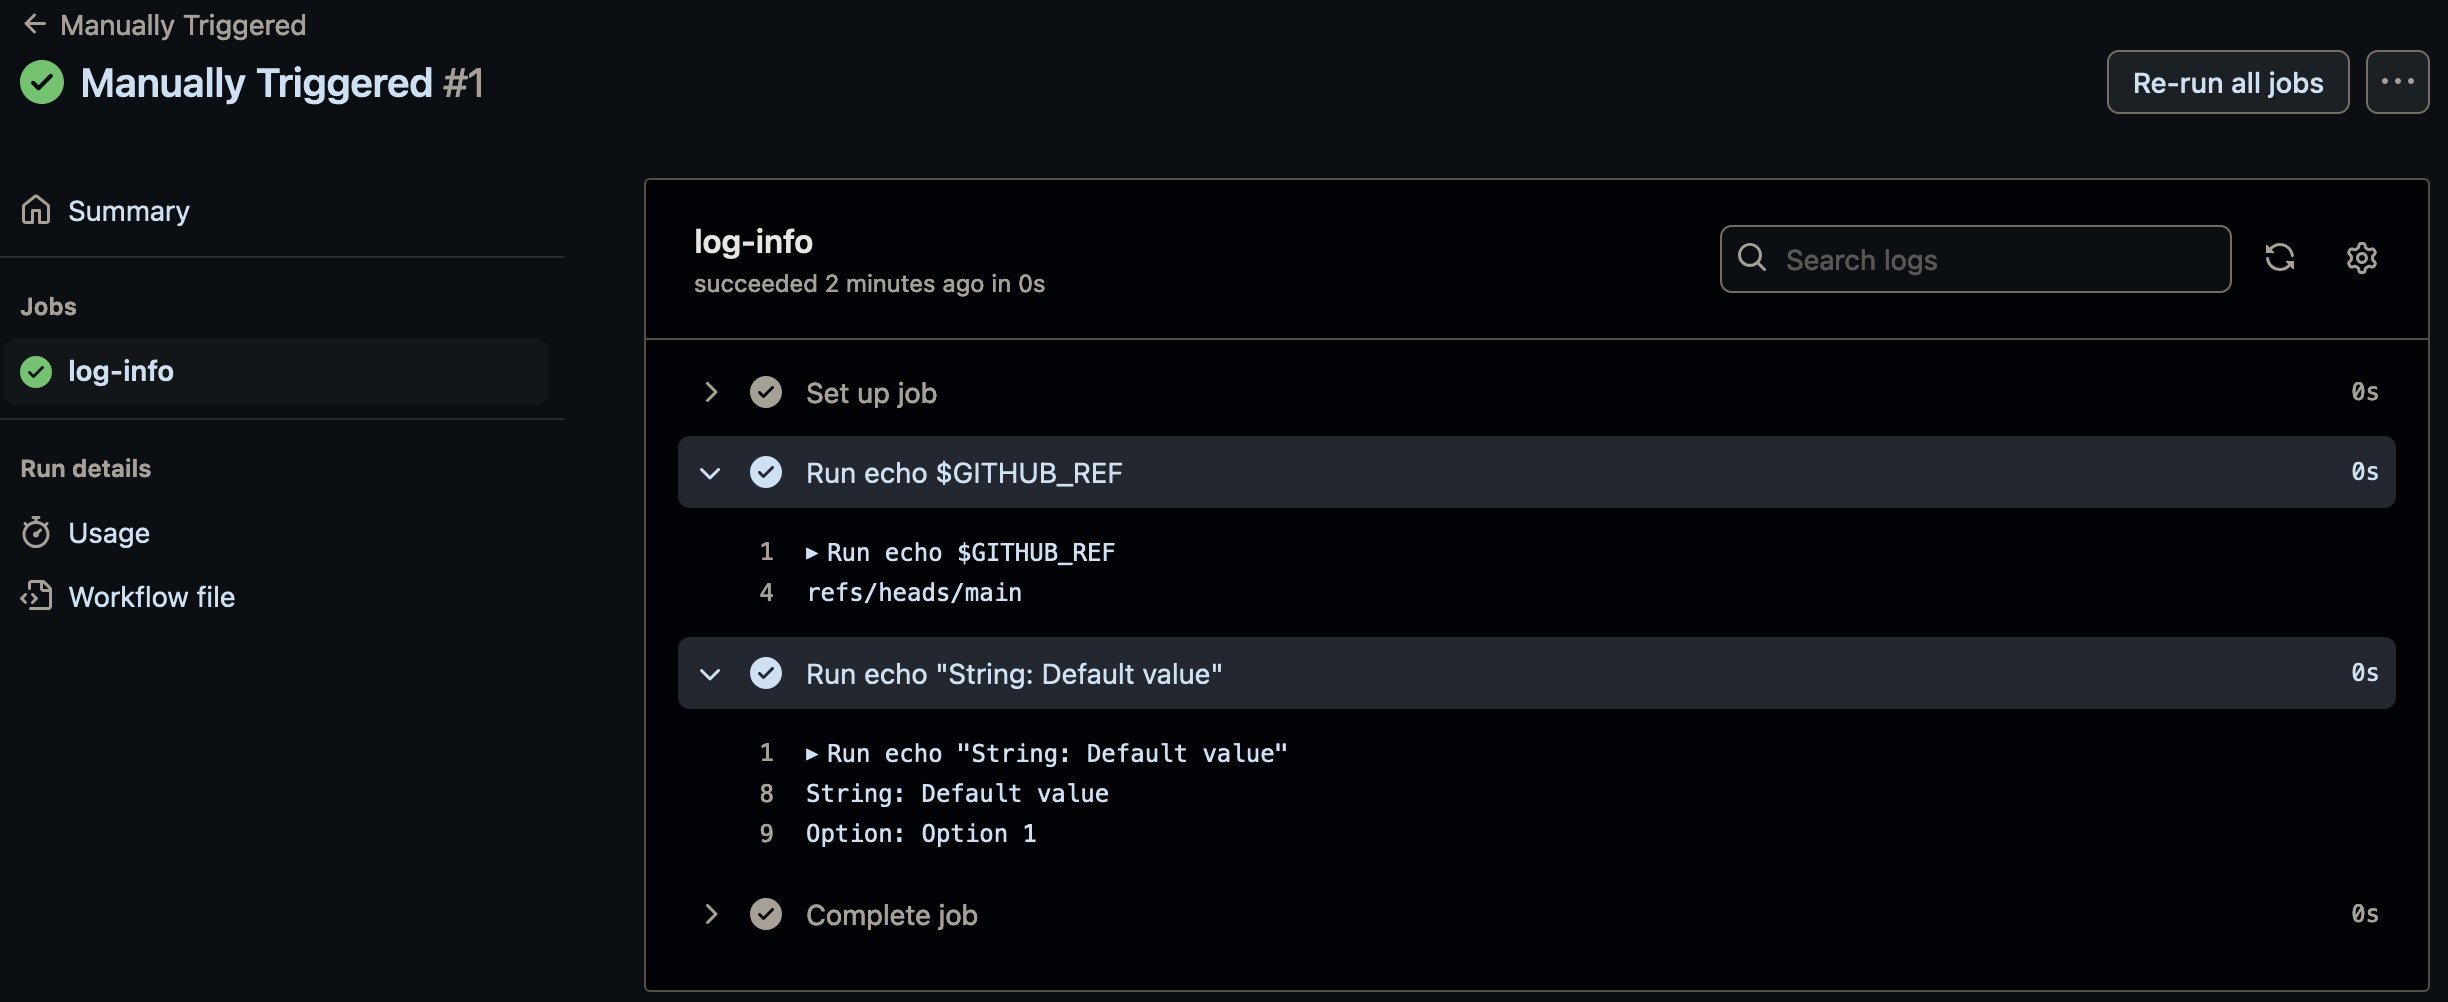 Manually Triggered
Manually Triggered #1
Re-run all jobs
Summary
Jobs
log-info
Run details
Usage
Workflow file
log-info
succeeded 2 minutes ago in 0s
Search logs
Set up job 0s
Run echo $GITHUB_REF 0s
1 Run echo $GITHUB_REF
4 refs/heads/main
Run echo "String: Default value" 0s
1 Run echo "String: Default value"
8 String: Default value
9 Option: Option 1
Complete job 0s